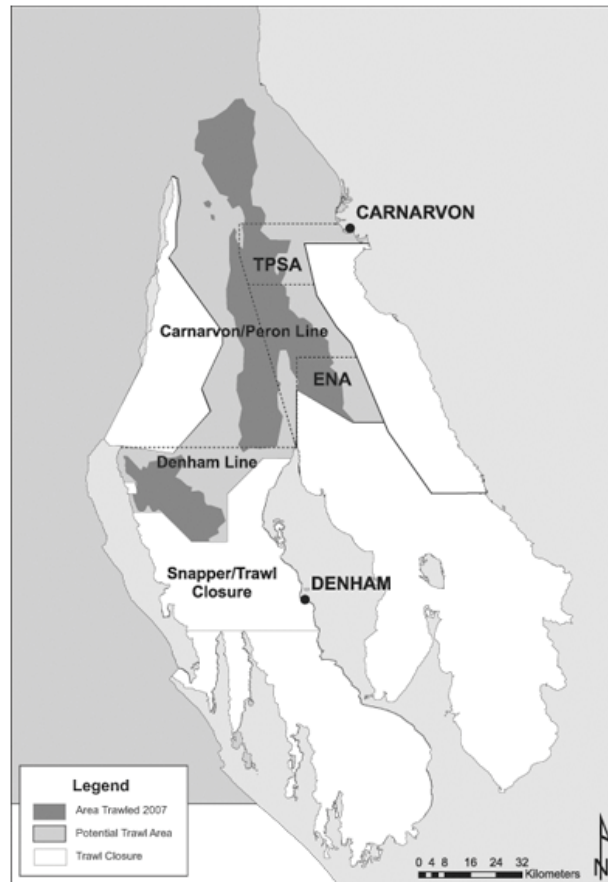 CARNARVON
TPSA
Carnarvon/Peron Line
ENA
Denham Line
Snapper/Trawl
Closure
DENHAM
Legend
Area Trawled 2007
Potential Trawl Area
Trawl Closure
0 4 8 16 24 32
Kilometers
N